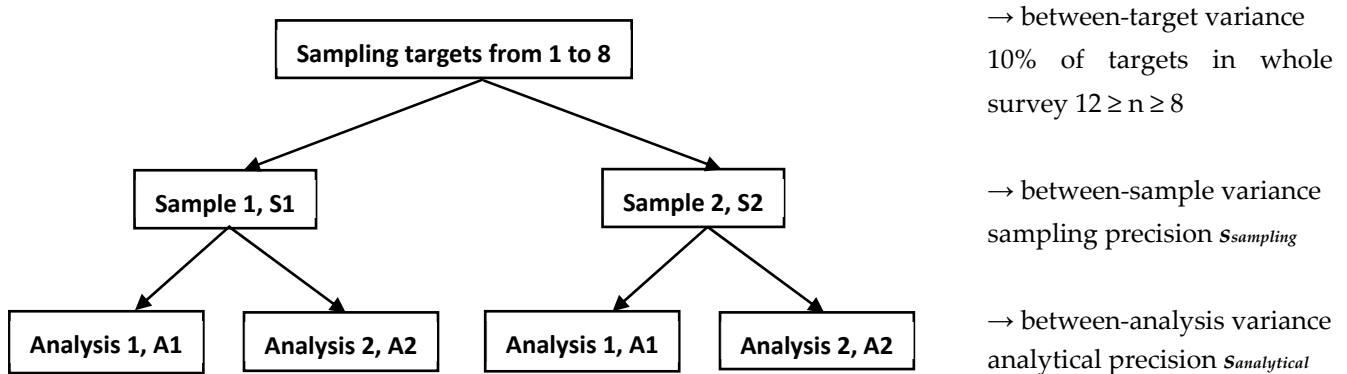 Sampling targets from 1 to 8
→ between-target variance
10% of targets in whole
survey 12 ≥ n ≥ 8
Sample 1, S1
Sample 2, S2
→ between-sample variance
sampling precision ssampling
Analysis 1, A1
Analysis 2, A2
Analysis 1, A1
Analysis 2, A2
→ between-analysis variance
analytical precision sanalytical